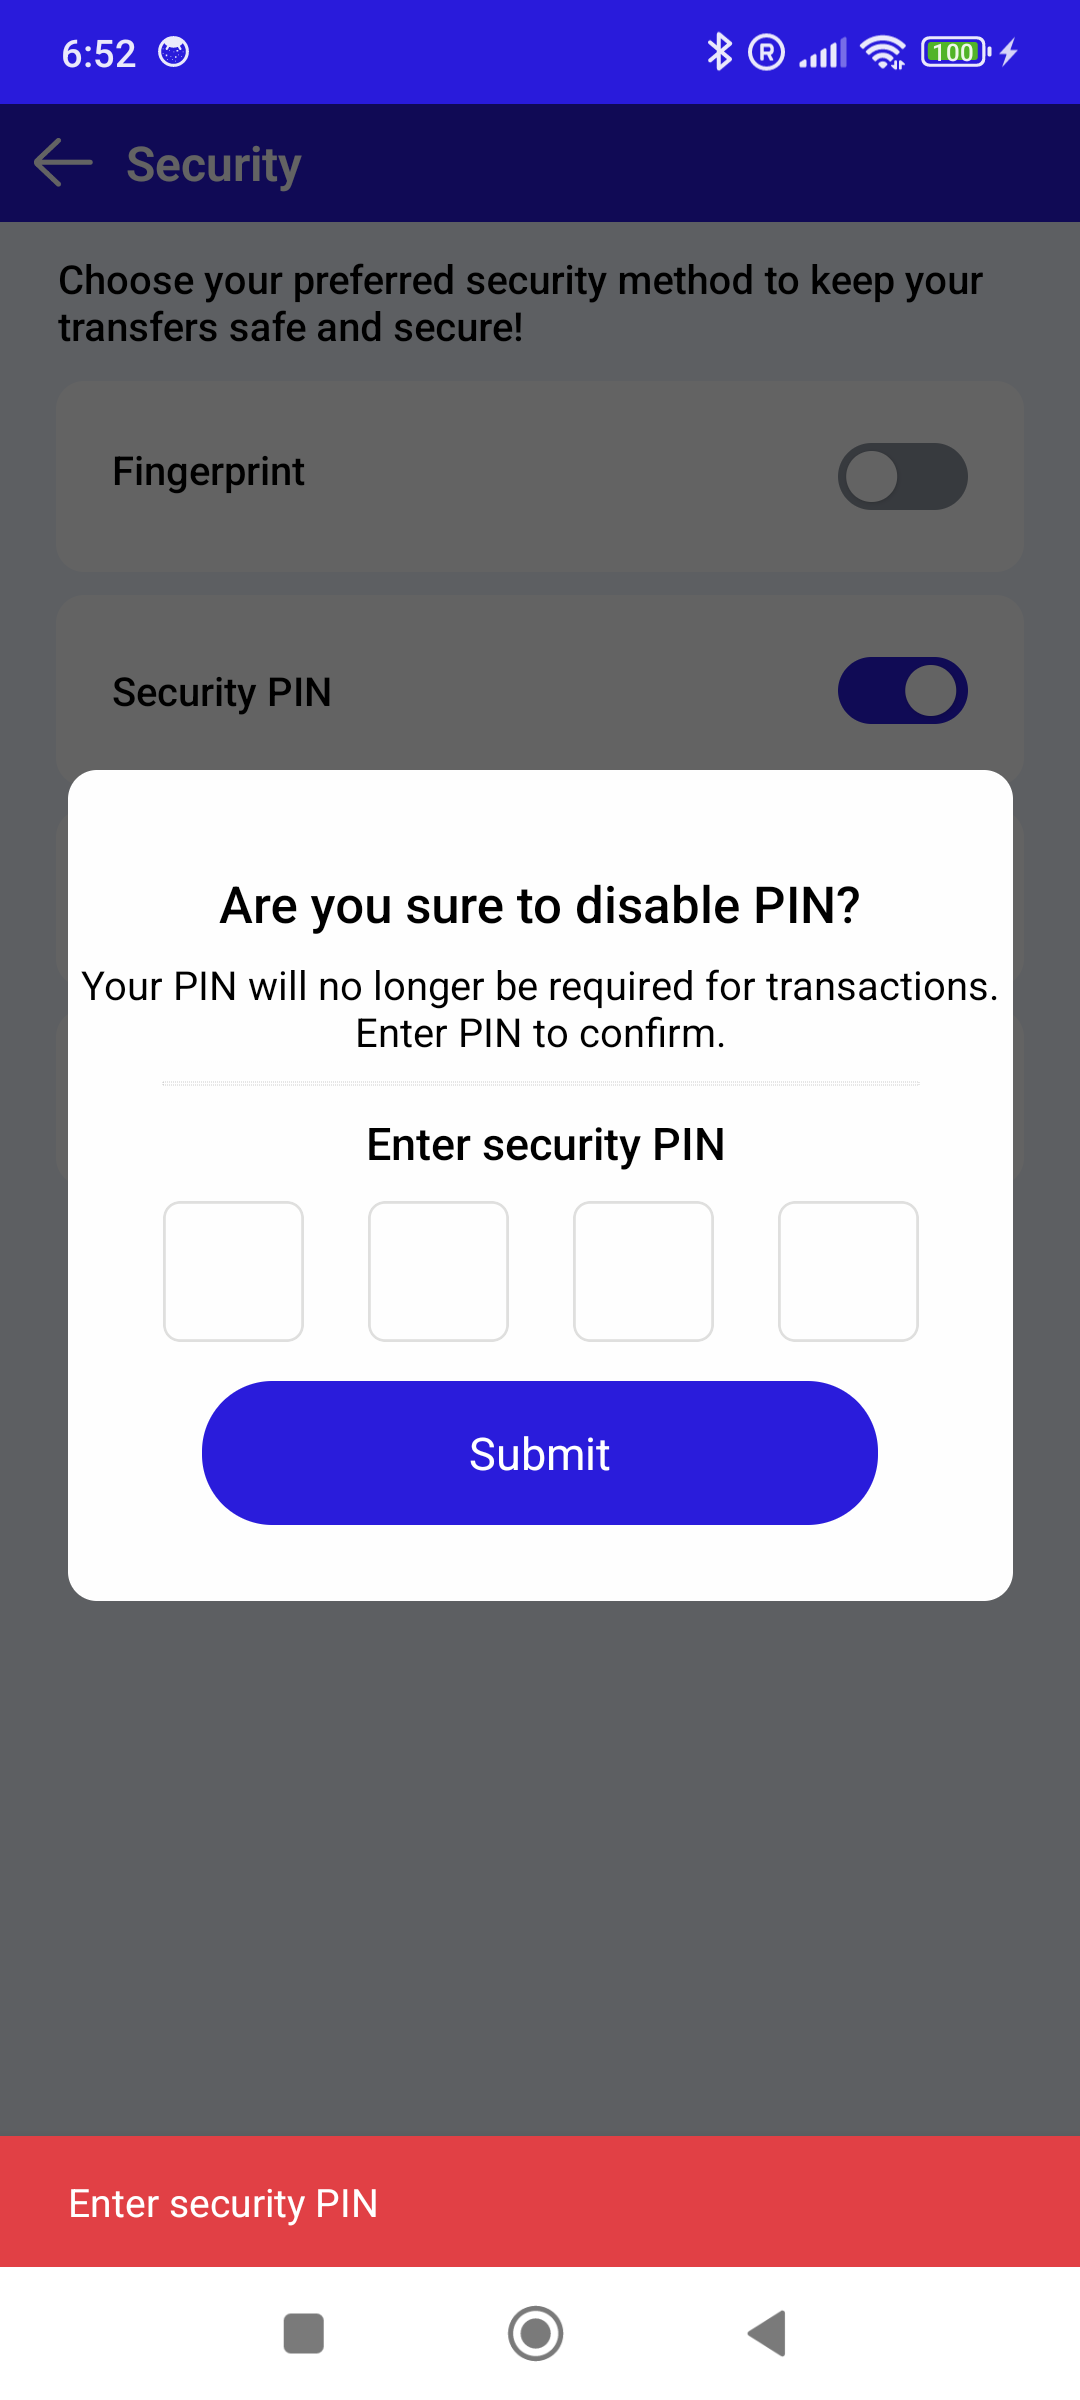 6:52
R
100
Security
Choose your preferred security method to keep your
transfers safe and secure!
Fingerprint
Security PIN
Are you sure to disable PIN?
Your PIN will no longer be required for transactions.
Enter PIN to confirm.
Enter security PIN
Submit
Enter security PIN